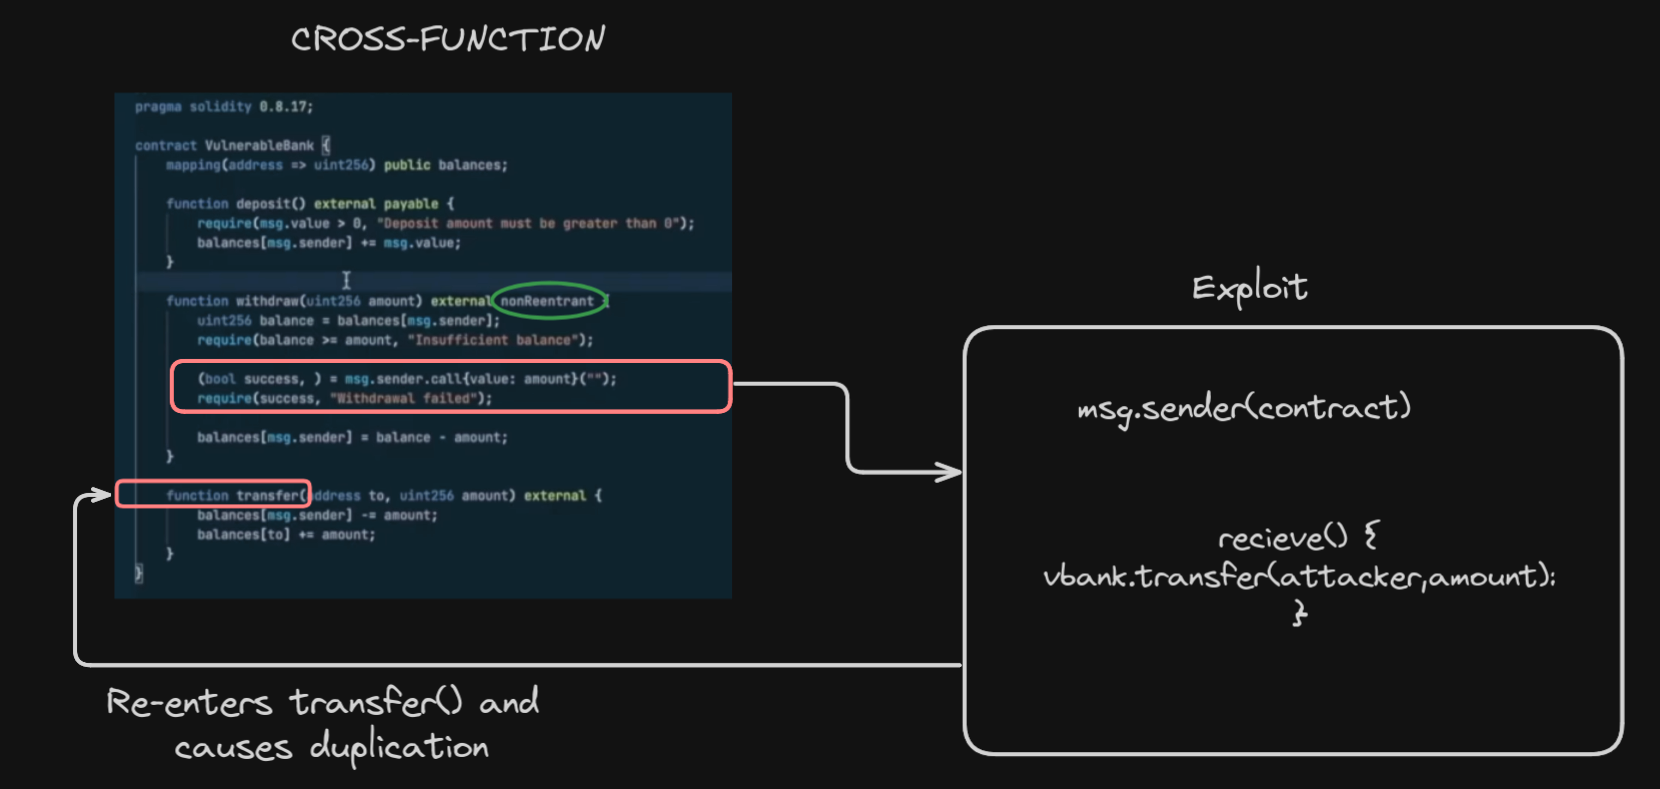 CROSS-FUNCTION
pragma solidity 0.8.17;
contract VulnerableBank {
mapping(address => uint256) public balances;
function deposit() external payable {
require(msg.value > 0, "Deposit amount must be greater than 0");
balances[msg.sender] += msg.value;
}
function withdraw(uint256 amount) external nonReentrant {
uint256 balance = balances[msg.sender];
require(balance >= amount, "Insufficient balance");
(bool success, ) = msg.sender.call{value: amount}("");
require(success, "Withdrawal failed");
balances[msg.sender] = balance - amount;
}
function transfer(address to, uint256 amount) external {
balances[msg.sender] -= amount;
balances[to] += amount;
}
}
Re-enters transfer() and
causes duplication
Exploit
msg.sender(contract)
recieve() {
vbank.transfer(attacker,amount):
}